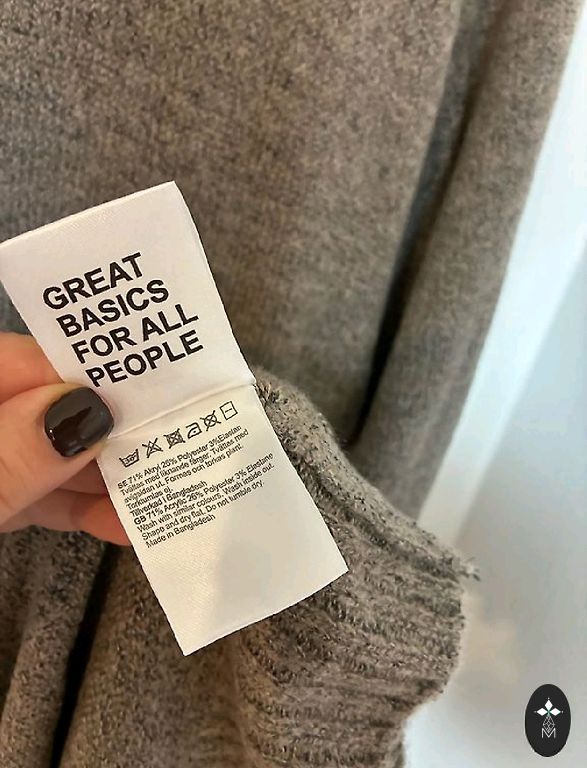 GREAT
BASICS
FOR ALL
PEOPLE
SE 71% Akryl 26% Polyester 3%Elastan
Tvättas med liknande färger. Tvättas med
avigsidan ut. Formas och torkas plant.
Torktumlas ej.
Tillverkad i Bangladesh
GB 71% Acrylic 26% Polyester 3% Elastane
Wash with similar colours. Wash inside out.
Shape and dry flat. Do not tumble dry.
Made in Bangladesh
M